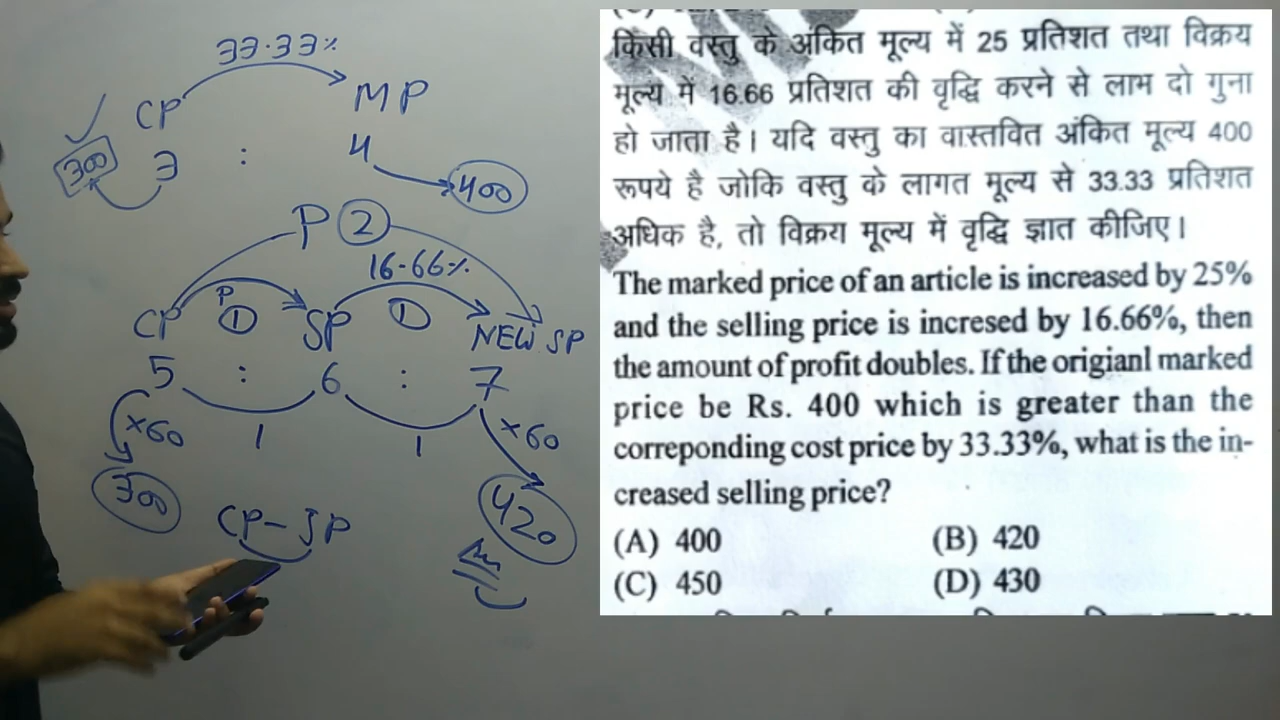 33.33%
CP MP
3 : 4
300 400
P 2
16.66%
P 1 1
CP SP NEW SP
5 : 6 : 7
×60 1 1 ×60
300 420
CP-SP
Ans
किसी वस्तु के अंकित मूल्य में 25 प्रतिशत तथा विक्रय
मूल्य में 16.66 प्रतिशत की वृद्धि करने से लाभ दो गुना
हो जाता है। यदि वस्तु का वास्तवित अंकित मूल्य 400
रूपये है जोकि वस्तु के लागत मूल्य से 33.33 प्रतिशत
अधिक है, तो विक्रय मूल्य में वृद्धि ज्ञात कीजिए।
The marked price of an article is increased by 25%
and the selling price is incresed by 16.66%, then
the amount of profit doubles. If the origianl marked
price be Rs. 400 which is greater than the
correponding cost price by 33.33%, what is the in-
creased selling price?
(A) 400 (B) 420
(C) 450 (D) 430